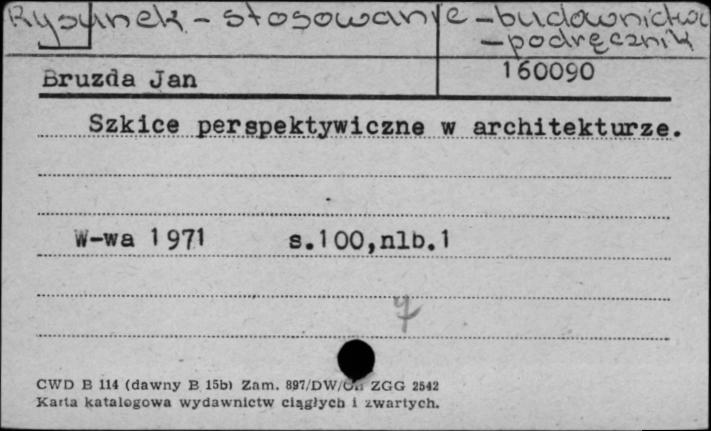 Rysunek - stosowanie - budownictwo
- podręcznik
Bruzda Jan
160090
Szkice perspektywiczne w architekturze.
W-wa 1971 s.100,nlb.1
7
CWD B 114 (dawny B 15b) Zam. 897/DW/ ZGG 2542
Karta katalogowa wydawnictw ciągłych i zwartych.